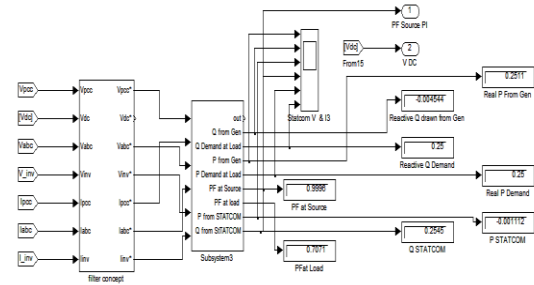 1
PF Source PI
[Vdc]
From15
2
V DC
Statcom V & I3
0.2511
Real P From Gen
-0.004544
Reactive Q drawn from Gen
0.25
Reactive Q Demand
0.25
Real P Demand
0.9996
PF at Source
-0.001112
P STATCOM
0.2545
Q STATCOM
0.7071
PFat Load
Vpcc
[Vdc]
Vabc
V_inv
Ipcc
Iabc
I_inv
Vpcc Vpcc*
Vdc Vdc*
Vabc Vabc*
Vinv Vinv*
Ipcc Ipcc*
Iabc Iabc*
Iinv Iinv*
filter concept
out
Q from Gen
Q Demand at Load
P from Gen
P Demand at Load
PF at Source
PF at load
P from STATCOM
Q from StTATCOM
Subsystem3